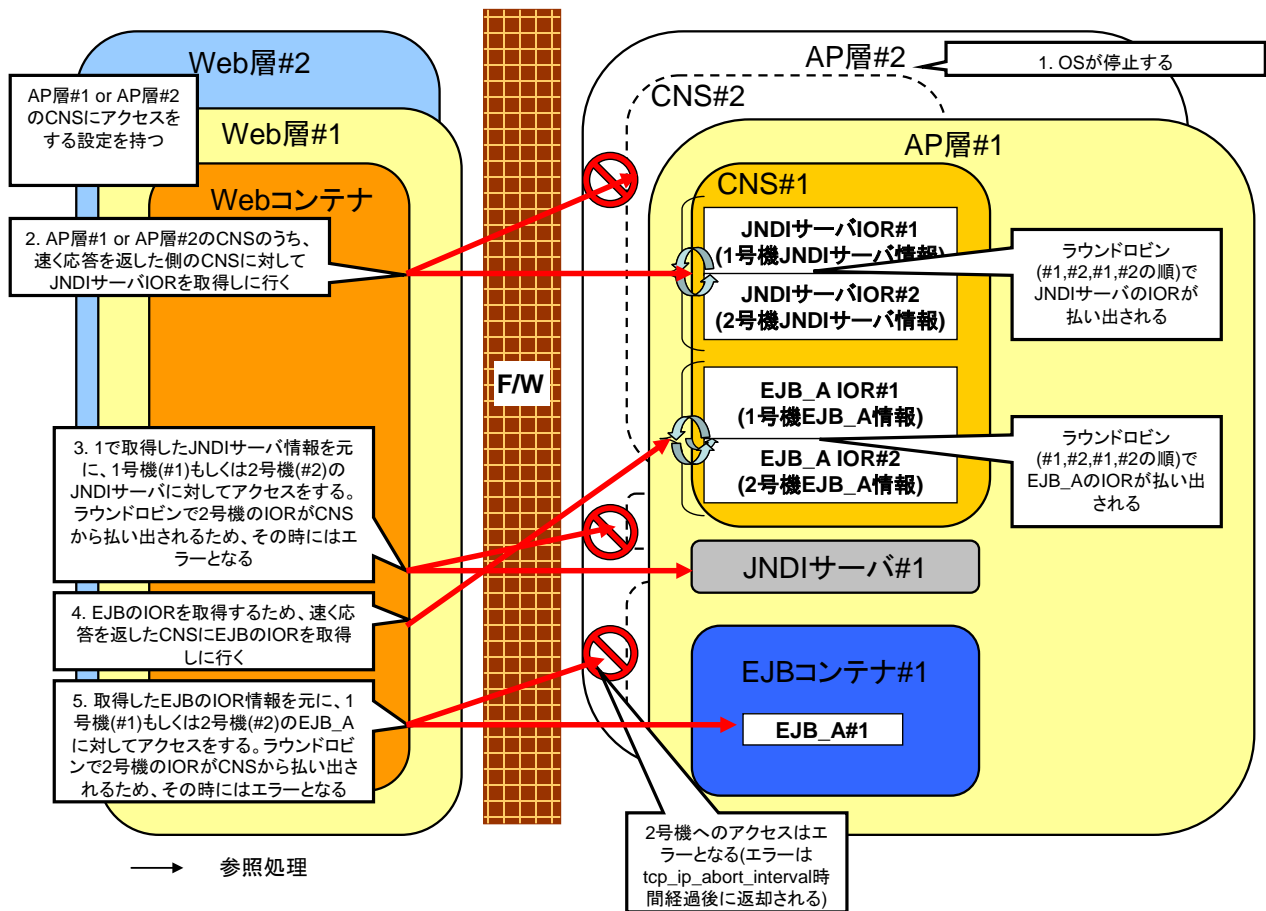 Web層#2
AP層#1 or AP層#2
のCNSにアクセスを
する設定を持つ
Web層#1
Webコンテナ
2. AP層#1 or AP層#2のCNSのうち、
速く応答を返した側のCNSに対して
JNDIサーバIORを取得しに行く
3. 1で取得したJNDIサーバ情報を元
に、1号機(#1)もしくは2号機(#2)の
JNDIサーバに対してアクセスをする。
ラウンドロビンで2号機のIORがCNS
から払い出されるため、その時にはエ
ラーとなる
4. EJBのIORを取得するため、速く応
答を返したCNSにEJBのIORを取得
しに行く
5. 取得したEJBのIOR情報を元に、1
号機(#1)もしくは2号機(#2)のEJB_A
に対してアクセスをする。ラウンドロビ
ンで2号機のIORがCNSから払い出さ
れるため、その時にはエラーとなる
参照処理
F/W
AP層#2
1. OSが停止する
CNS#2
AP層#1
CNS#1
JNDIサーバIOR#1
(1号機JNDIサーバ情報)
JNDIサーバIOR#2
(2号機JNDIサーバ情報)
ラウンドロビン
(#1,#2,#1,#2の順)で
JNDIサーバのIORが
払い出される
EJB_A IOR#1
(1号機EJB_A情報)
EJB_A IOR#2
(2号機EJB_A情報)
ラウンドロビン
(#1,#2,#1,#2の順)で
EJB_AのIORが払い出
される
JNDIサーバ#1
EJBコンテナ#1
EJB_A#1
2号機へのアクセスはエ
ラーとなる(エラーは
tcp_ip_abort_interval時
間経過後に返却される)